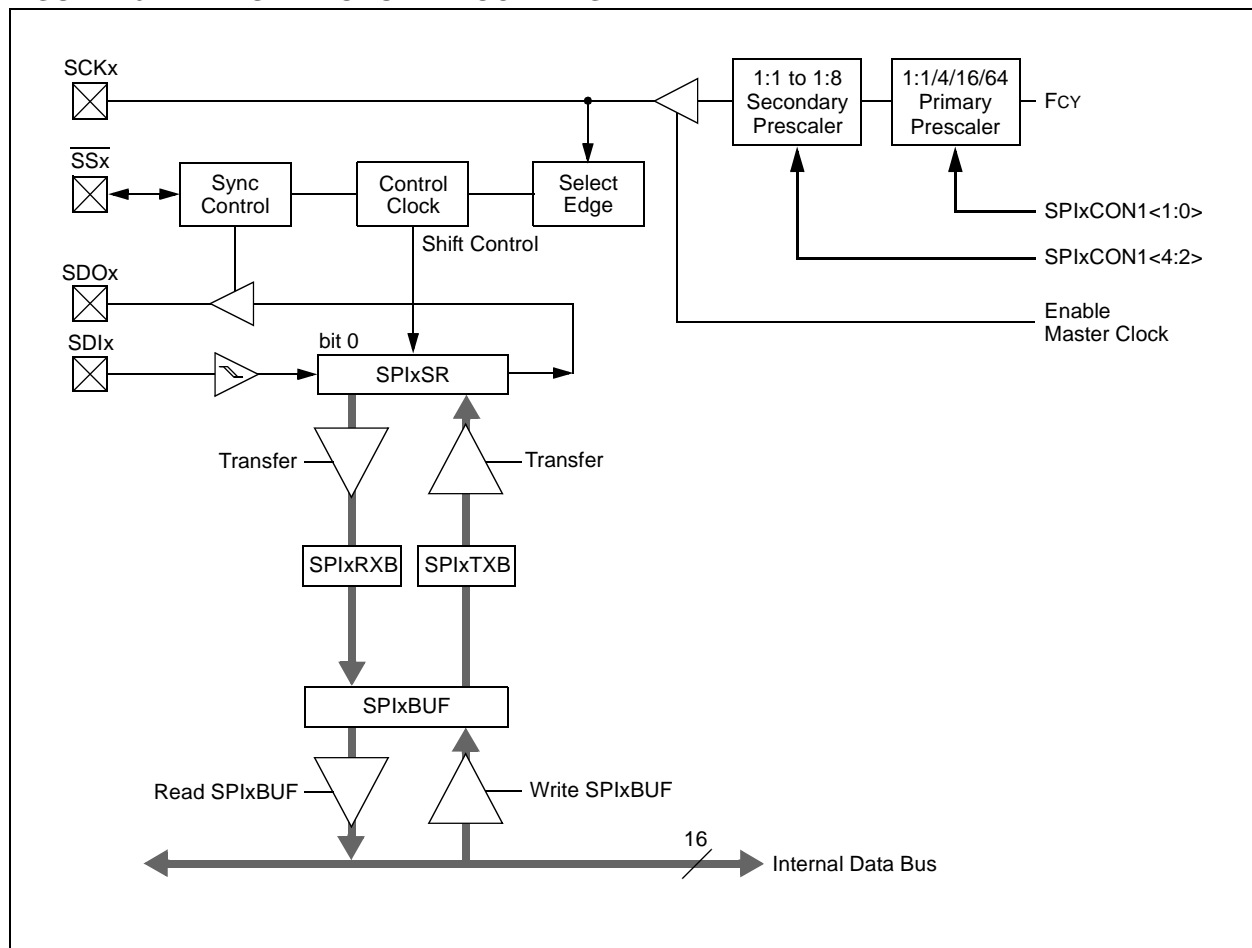 SCKx
1:1 to 1:8
Secondary
Prescaler
1:1/4/16/64
Primary
Prescaler
FCY
SSx
Sync
Control
Control
Clock
Select
Edge
SPIxCON1<1:0>
Shift Control
SPIxCON1<4:2>
SDOx
Enable
Master Clock
SDIx
bit 0
SPIxSR
Transfer
Transfer
SPIxRXB
SPIxTXB
SPIxBUF
Read SPIxBUF
Write SPIxBUF
16
Internal Data Bus